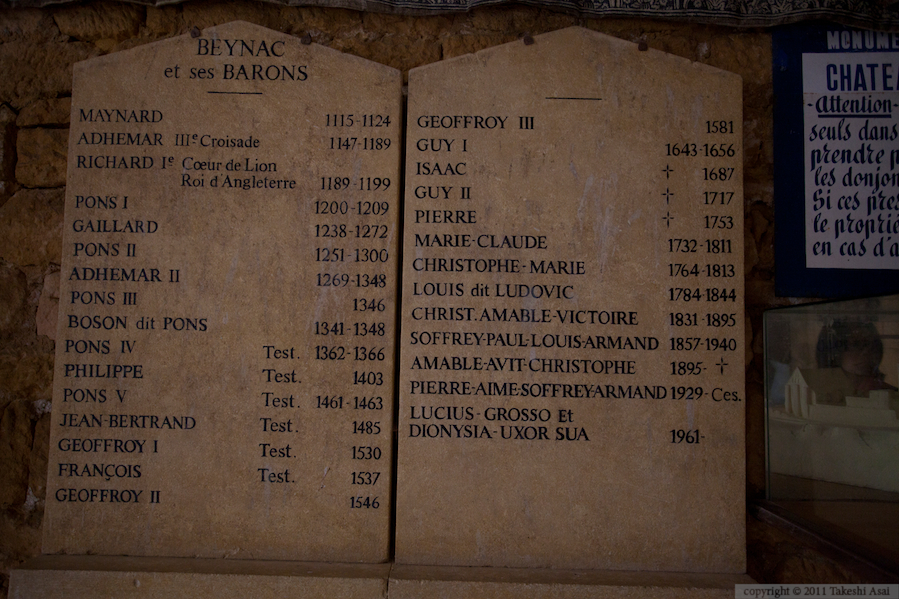 BEYNAC
et ses BARONS
MAYNARD 1115-1124
ADHEMAR IIIe Croisade 1147-1189
RICHARD Ie Cœur de Lion
Roi d'Angleterre 1189-1199
PONS I 1200-1209
GAILLARD 1238-1272
PONS II 1251-1300
ADHEMAR II 1269-1348
PONS III 1346
BOSON dit PONS 1341-1348
PONS IV Test. 1362-1366
PHILIPPE Test. 1403
PONS V Test. 1461-1463
JEAN-BERTRAND Test. 1485
GEOFFROY I Test. 1530
FRANÇOIS Test. 1537
GEOFFROY II 1546
GEOFFROY III 1581
GUY I 1643-1656
ISAAC † 1687
GUY II † 1717
PIERRE † 1753
MARIE-CLAUDE 1732-1811
CHRISTOPHE-MARIE 1764-1813
LOUIS dit LUDOVIC 1784-1844
CHRIST.AMABLE-VICTOIRE 1831-1895
SOFFREY-PAUL-LOUIS-ARMAND 1857-1940
AMABLE-AVIT-CHRISTOPHE 1895- †
PIERRE-AIME-SOFFREY-ARMAND 1929-Ces.
LUCIUS-GROSSO Et
DIONYSIA-UXOR SUA 1961-
CHATEA
-Attention-
seuls dans
prendre p
les donjon
Si ces pres
le proprié
en cas d'a
copyright © 2011 Takeshi Asai